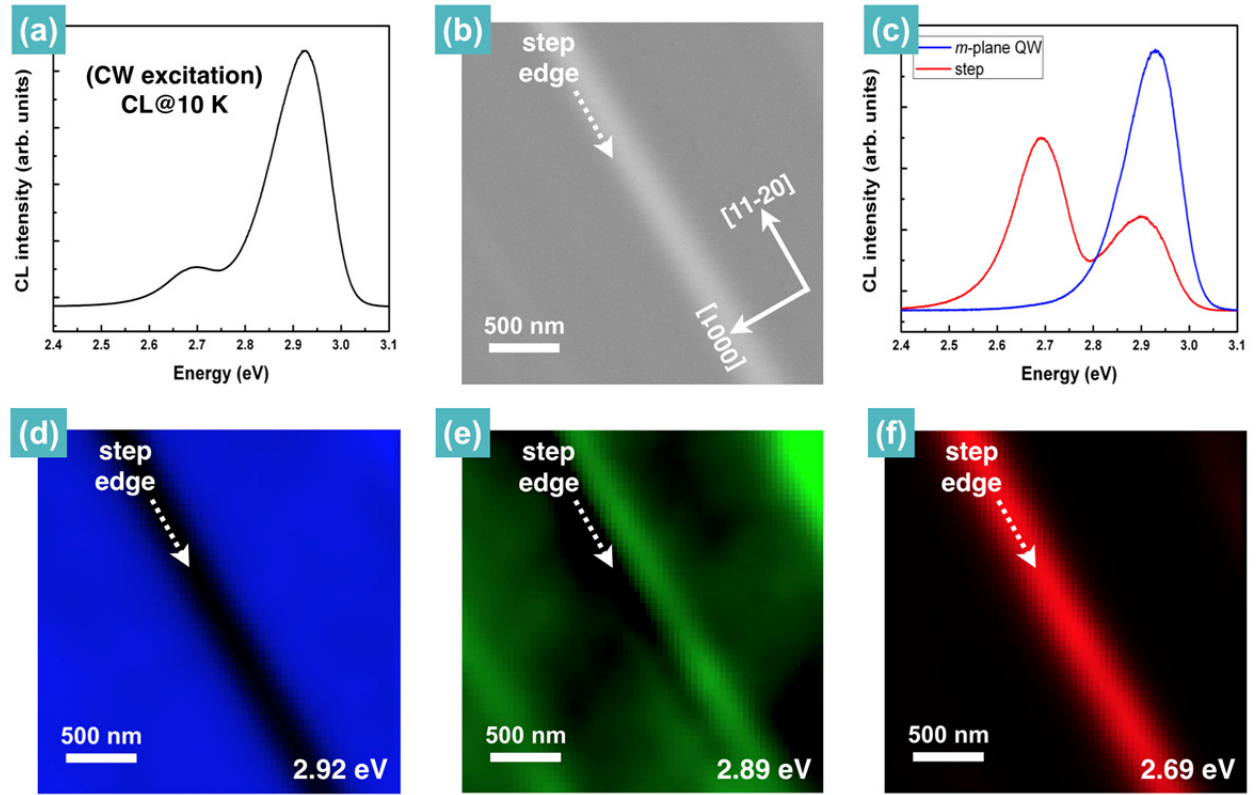 (a)
(CW excitation)
CL@10 K
CL intensity (arb. units)
2.4 2.5 2.6 2.7 2.8 2.9 3.0 3.1
Energy (eV)
(b)
step
edge
[11-20]
[0001]
500 nm
(c)
m-plane QW
step
CL intensity (arb. units)
2.4 2.5 2.6 2.7 2.8 2.9 3.0 3.1
Energy (eV)
(d)
step
edge
500 nm
2.92 eV
(e)
step
edge
500 nm
2.89 eV
(f)
step
edge
500 nm
2.69 eV